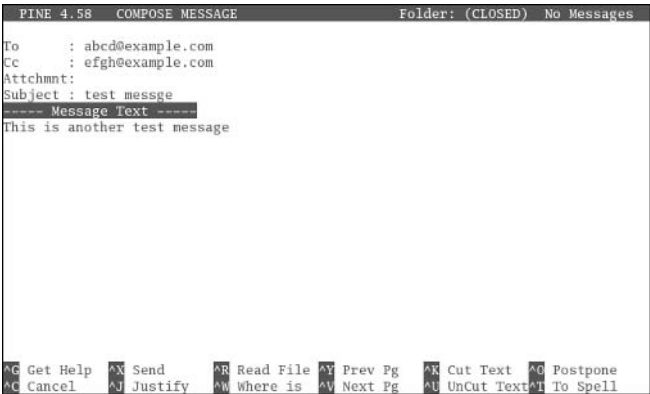 PINE 4.58 COMPOSE MESSAGE Folder: (CLOSED) No Messages
To : abcd@example.com
Cc : efgh@example.com
Attchmnt:
Subject : test messge
----- Message Text -----
This is another test message
^G Get Help ^X Send ^R Read File ^Y Prev Pg ^K Cut Text ^O Postpone
^C Cancel ^J Justify ^W Where is ^V Next Pg ^U UnCut Text ^T To Spell